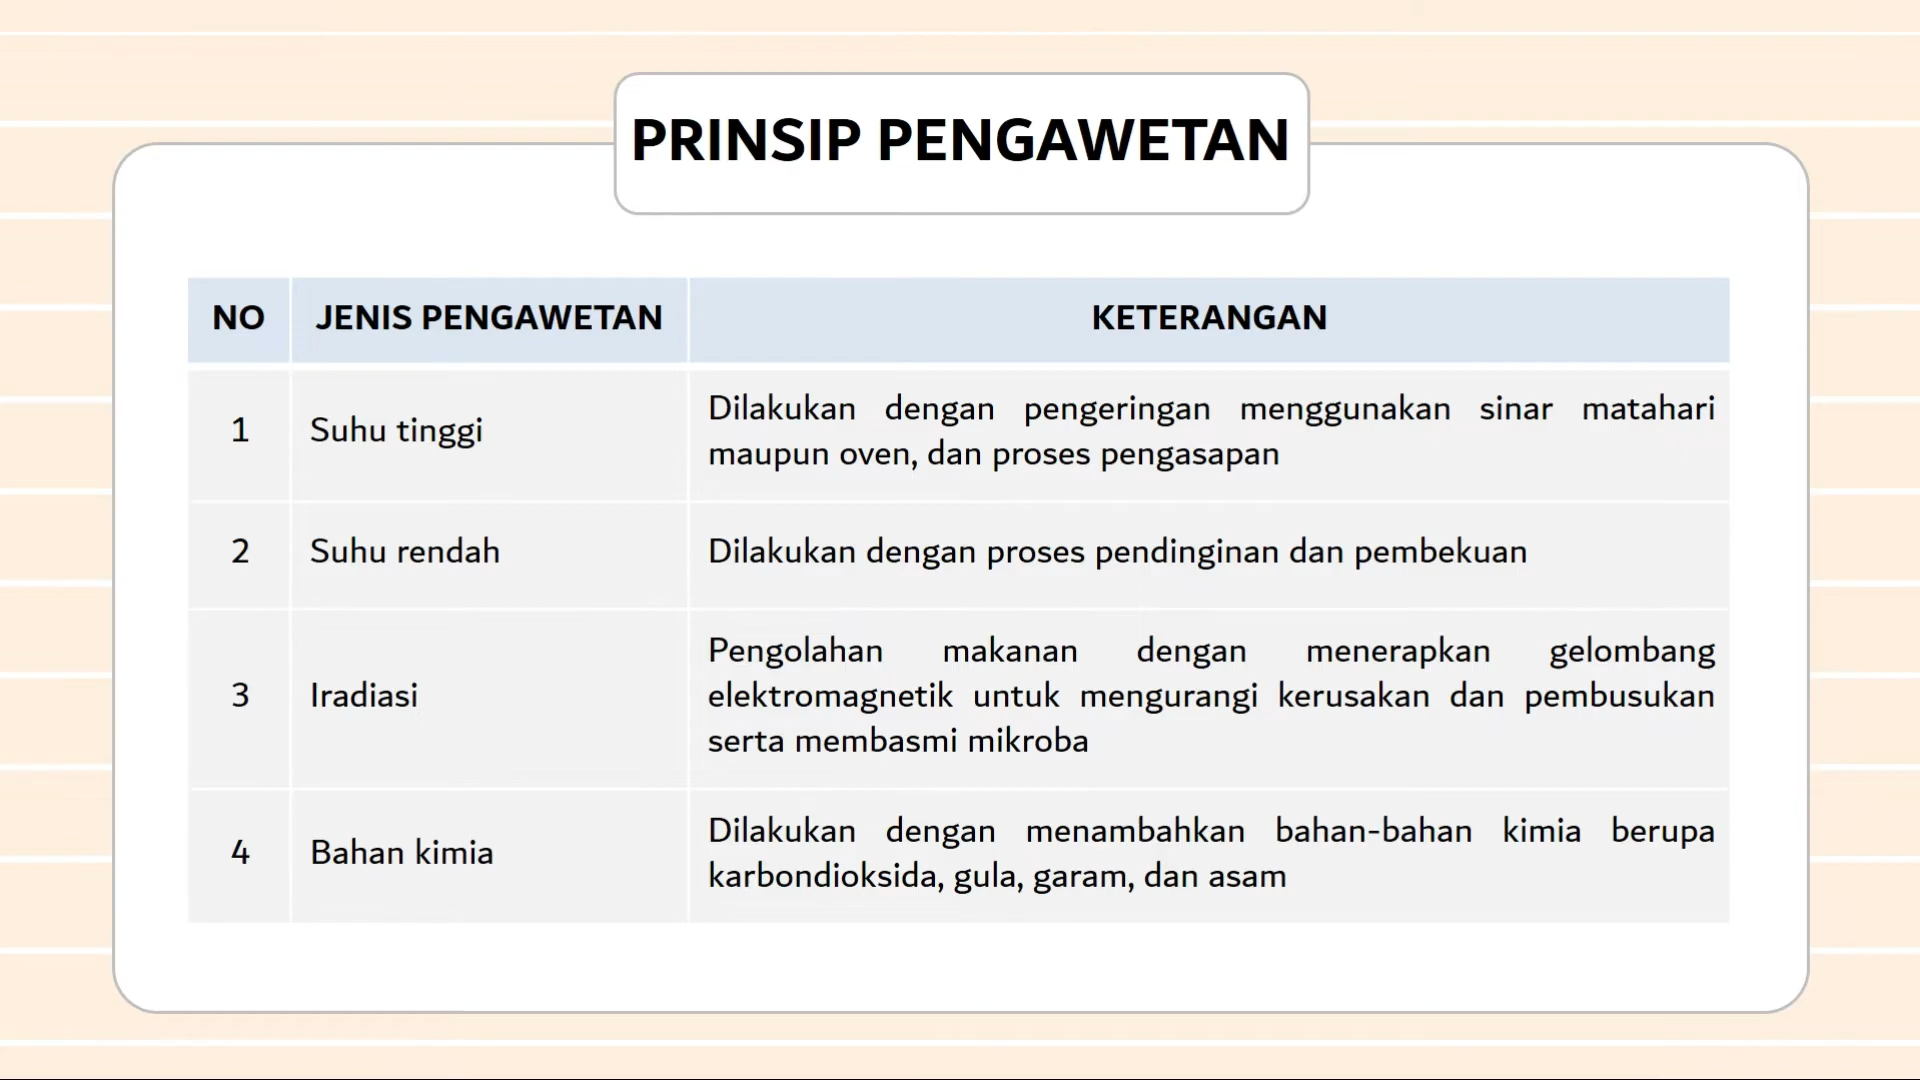 PRINSIP PENGAWETAN
NO JENIS PENGAWETAN KETERANGAN
1 Suhu tinggi Dilakukan dengan pengeringan menggunakan sinar matahari
maupun oven, dan proses pengasapan
2 Suhu rendah Dilakukan dengan proses pendinginan dan pembekuan
3 Iradiasi Pengolahan makanan dengan menerapkan gelombang
elektromagnetik untuk mengurangi kerusakan dan pembusukan
serta membasmi mikroba
4 Bahan kimia Dilakukan dengan menambahkan bahan-bahan kimia berupa
karbondioksida, gula, garam, dan asam